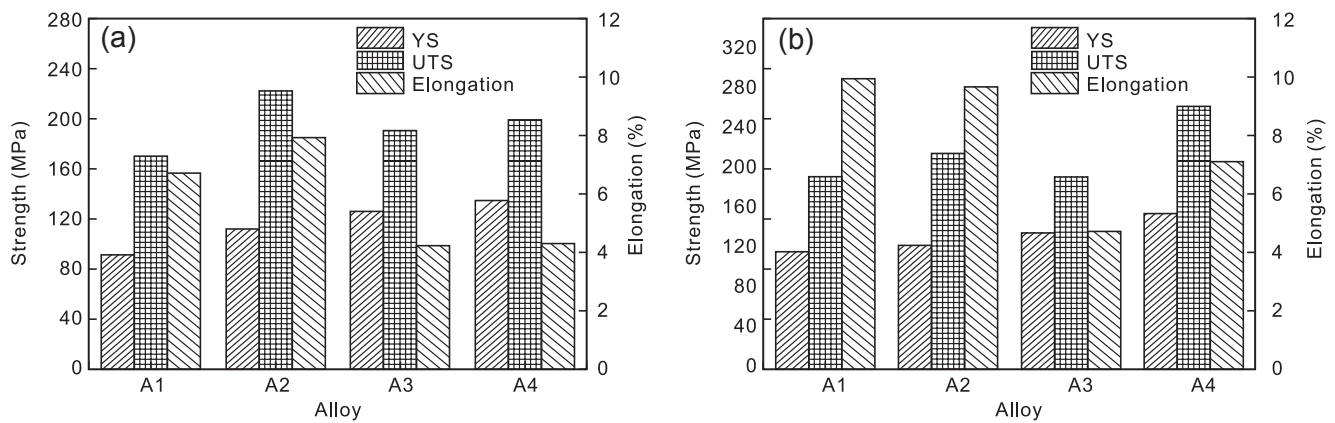 (a)
YS
UTS
Elongation
Strength (MPa)
280
240
200
160
120
80
40
0
12
10
8
6
4
2
0
Elongation (%)
A1 A2 A3 A4
Alloy
(b)
YS
UTS
Elongation
Strength (MPa)
320
280
240
200
160
120
80
40
0
12
10
8
6
4
2
0
Elongation (%)
A1 A2 A3 A4
Alloy